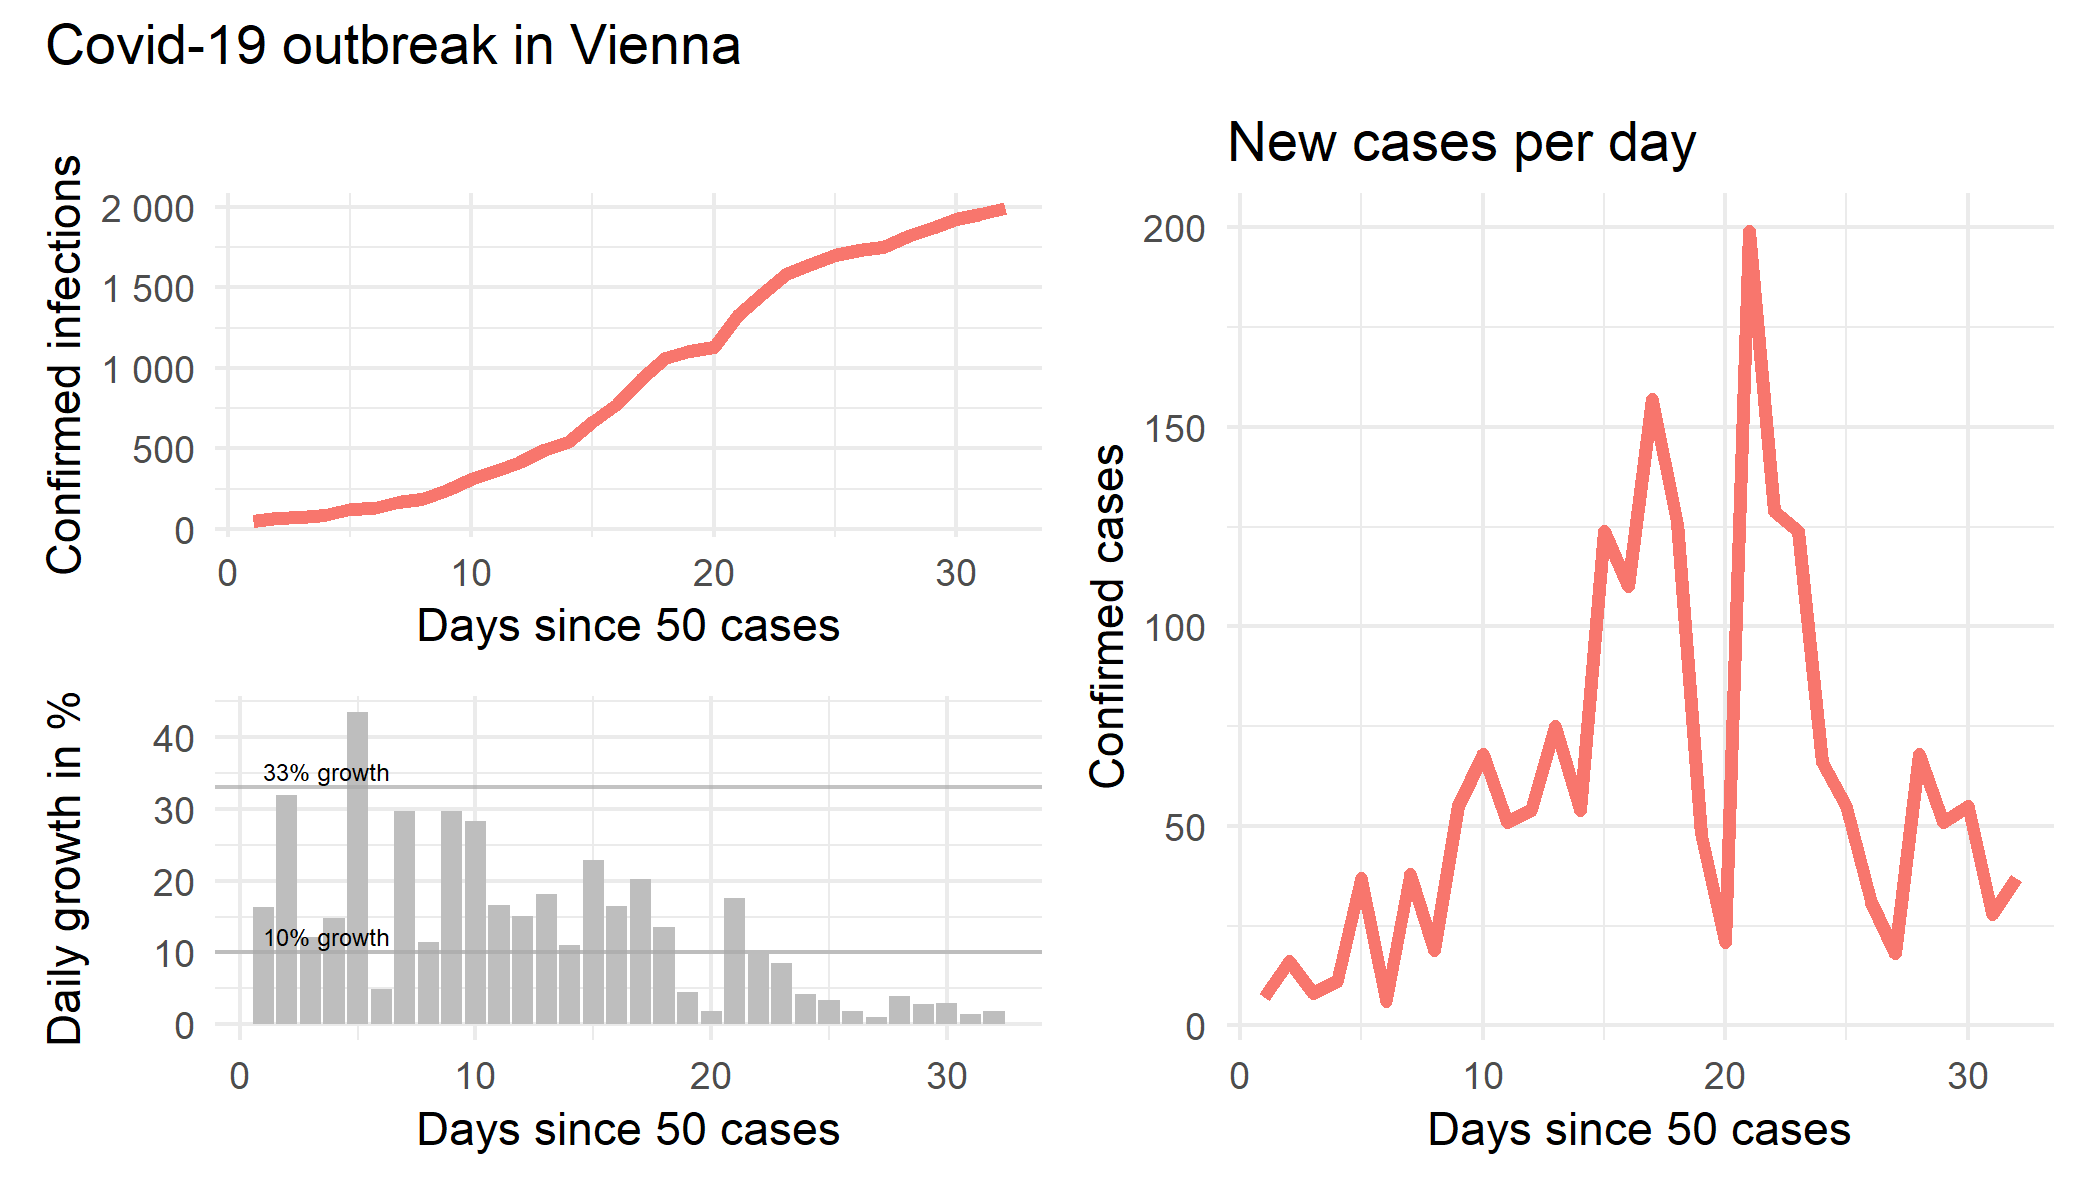 Covid-19 outbreak in Vienna
Confirmed infections
2 000
1 500
1 000
500
0
0 10 20 30
Days since 50 cases
Daily growth in %
40
30
20
10
0
33% growth
10% growth
0 10 20 30
Days since 50 cases
New cases per day
Confirmed cases
200
150
100
50
0
0 10 20 30
Days since 50 cases